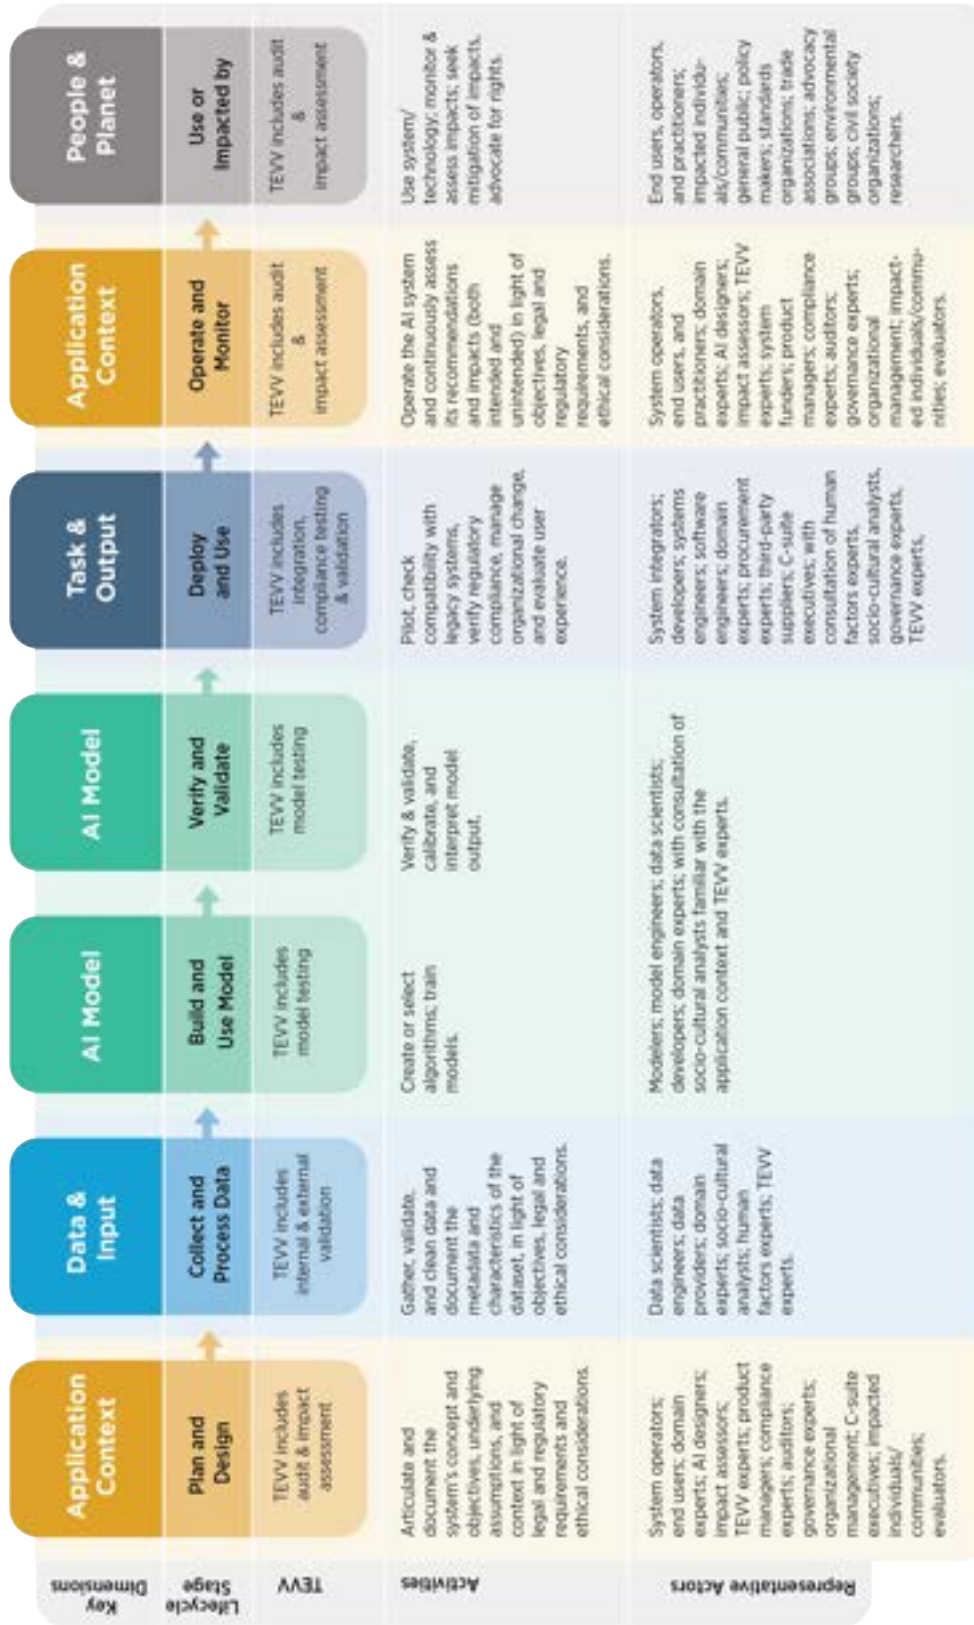 Key
Dimensions
Application
Context
Data &
Input
AI Model
AI Model
Task &
Output
Application
Context
People &
Planet
Lifecycle
Stage
Plan and
Design
Collect and
Process Data
Build and
Use Model
Verify and
Validate
Deploy
and Use
Operate and
Monitor
Use or
Impacted by
TEVV
TEVV includes
audit & impact
assessment
TEVV includes
internal & external
validation
TEVV includes
model testing
TEVV includes
model testing
TEVV includes
integration,
compliance testing
& validation
TEVV includes audit
&
impact assessment
TEVV includes audit
&
impact assessment
Activities
Articulate and
document the
system's concept and
objectives, underlying
assumptions, and
context in light of
legal and regulatory
requirements and
ethical considerations.
Gather, validate,
and clean data and
document the
metadata and
characteristics of the
dataset, in light of
objectives, legal and
ethical considerations.
Create or select
algorithms; train
models.
Verify & validate,
calibrate, and
interpret model
output.
Pilot, check
compatibility with
legacy systems,
verify regulatory
compliance, manage
organizational change,
and evaluate user
experience.
Operate the AI system
and continuously assess
its recommendations
and impacts (both
intended and
unintended) in light of
objectives, legal and
regulatory
requirements, and
ethical considerations.
Use system/
technology; monitor &
assess impacts; seek
mitigation of impacts,
advocate for rights.
Representative Actors
System operators;
end users; domain
experts; AI designers;
impact assessors;
TEVV experts; product
managers; compliance
experts; auditors;
governance experts;
organizational
management; C-suite
executives; impacted
individuals/
communities;
evaluators.
Data scientists; data
engineers; data
providers; domain
experts; socio-cultural
analysts; human
factors experts; TEVV
experts.
Modelers; model engineers; data scientists;
developers; domain experts; with consultation of
socio-cultural analysts familiar with the
application context and TEVV experts.
System integrators;
developers; systems
engineers; software
engineers; domain
experts; procurement
experts; third-party
suppliers; C-suite
executives; with
consultation of human
factors experts,
socio-cultural analysts,
governance experts,
TEVV experts,
System operators,
end users, and
practitioners; domain
experts; AI designers;
impact assessors; TEVV
experts; system
funders; product
managers; compliance
experts; auditors;
governance experts;
organizational
management; impact-
ed individuals/commu-
nities; evaluators.
End users, operators,
and practitioners;
impacted individu-
als/communities;
general public; policy
makers; standards
organizations; trade
associations; advocacy
groups; environmental
groups; civil society
organizations;
researchers.